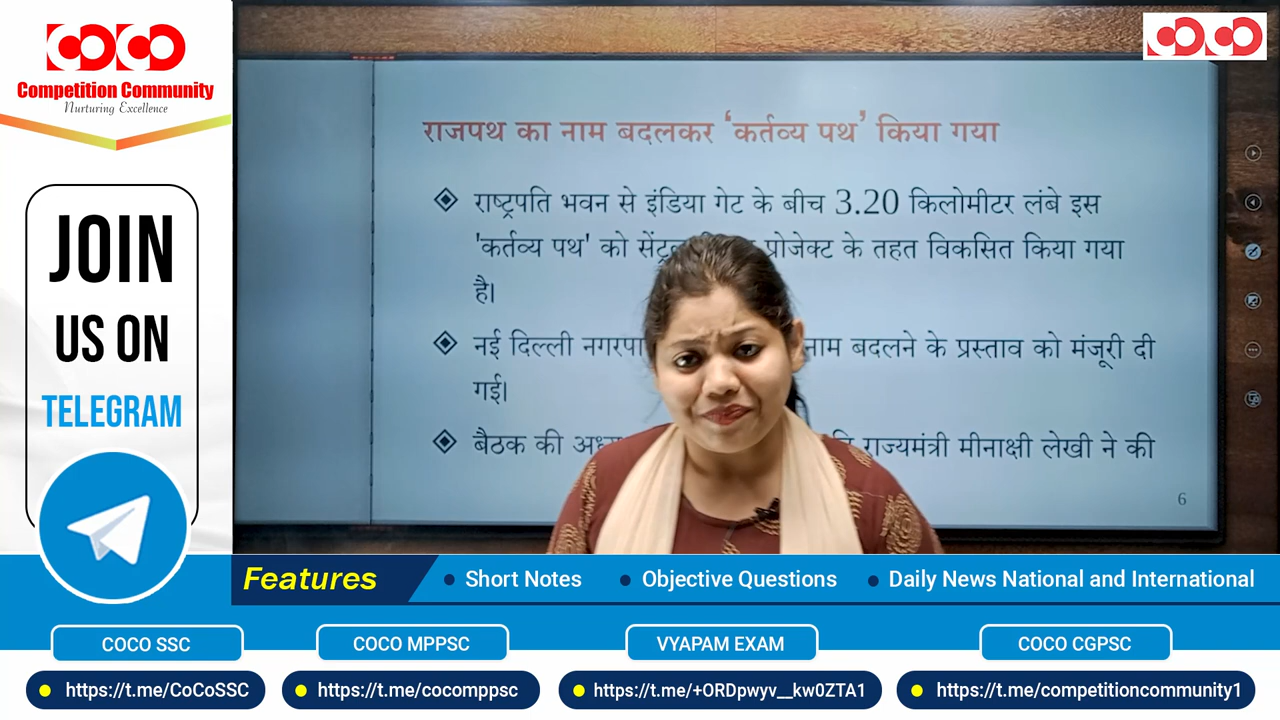 COCO
Competition Community
Nurturing Excellence
JOIN
US ON
TELEGRAM
COCO
राजपथ का नाम बदलकर ‘कर्तव्य पथ’ किया गया
राष्ट्रपति भवन से इंडिया गेट के बीच 3.20 किलोमीटर लंबे इस
'कर्तव्य पथ' को प्रोजेक्ट के तहत विकसित किया गया
है।
नई दिल्ली नाम बदलने के प्रस्ताव को मंजूरी दी
गई।
बैठक की राज्यमंत्री मीनाक्षी लेखी ने की
6
Features
Short Notes
Objective Questions
Daily News National and International
COCO SSC
COCO MPPSC
VYAPAM EXAM
COCO CGPSC
https://t.me/CoCoSSC
https://t.me/cocomppsc
https://t.me/+ORDpwyv__kw0ZTA1
https://t.me/competitioncommunity1